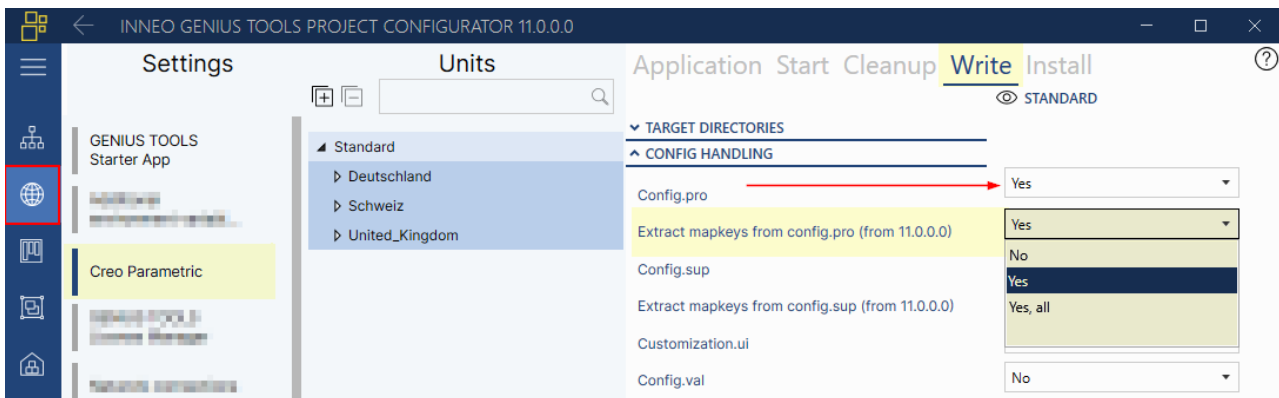 INNEO GENIUS TOOLS PROJECT CONFIGURATOR 11.0.0.0
Settings
GENIUS TOOLS
Starter App
Creo Parametric
Units
Standard
Deutschland
Schweiz
United_Kingdom
Application Start Cleanup Write Install
STANDARD
TARGET DIRECTORIES
CONFIG HANDLING
Config.pro
Yes
Extract mapkeys from config.pro (from 11.0.0.0)
Yes
No
Yes
Yes, all
Config.sup
Extract mapkeys from config.sup (from 11.0.0.0)
Customization.ui
Config.val
No